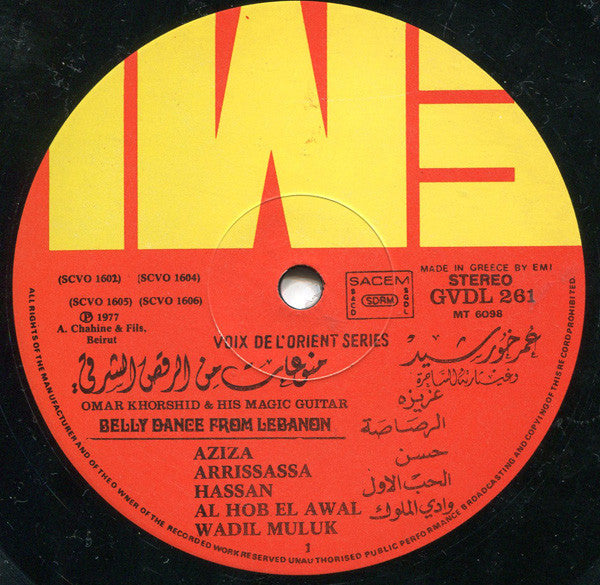 (SCVO 1602) (SCVO 1604)
(SCVO 1605) (SCVO 1606)
℗ 1977
A. Chahine & Fils,
Beirut
SACEM
SACD
SDRM
SGDL
MADE IN GREECE BY EMI
STEREO
GVDL 261
MT 6098
VOIX DE L'ORIENT SERIES
عمر خورشيد
وغيتارته الساحرة
منوعات من الرقص الشرقي
OMAR KHORSHID & HIS MAGIC GUITAR
BELLY DANCE FROM LEBANON
AZIZA
عزيزه
ARRISSASSA
الرصاصة
HASSAN
حسن
AL HOB EL AWAL
الحب الاول
WADIL MULUK
وادي الملوك
1
ALL RIGHTS OF THE MANUFACTURER AND OF THE OWNER OF THE RECORDED WORK RESERVED UNAUTHORISED PUBLIC PERFORMANCE BROADCASTING AND COPYING OF THIS RECORD PROHIBITED.